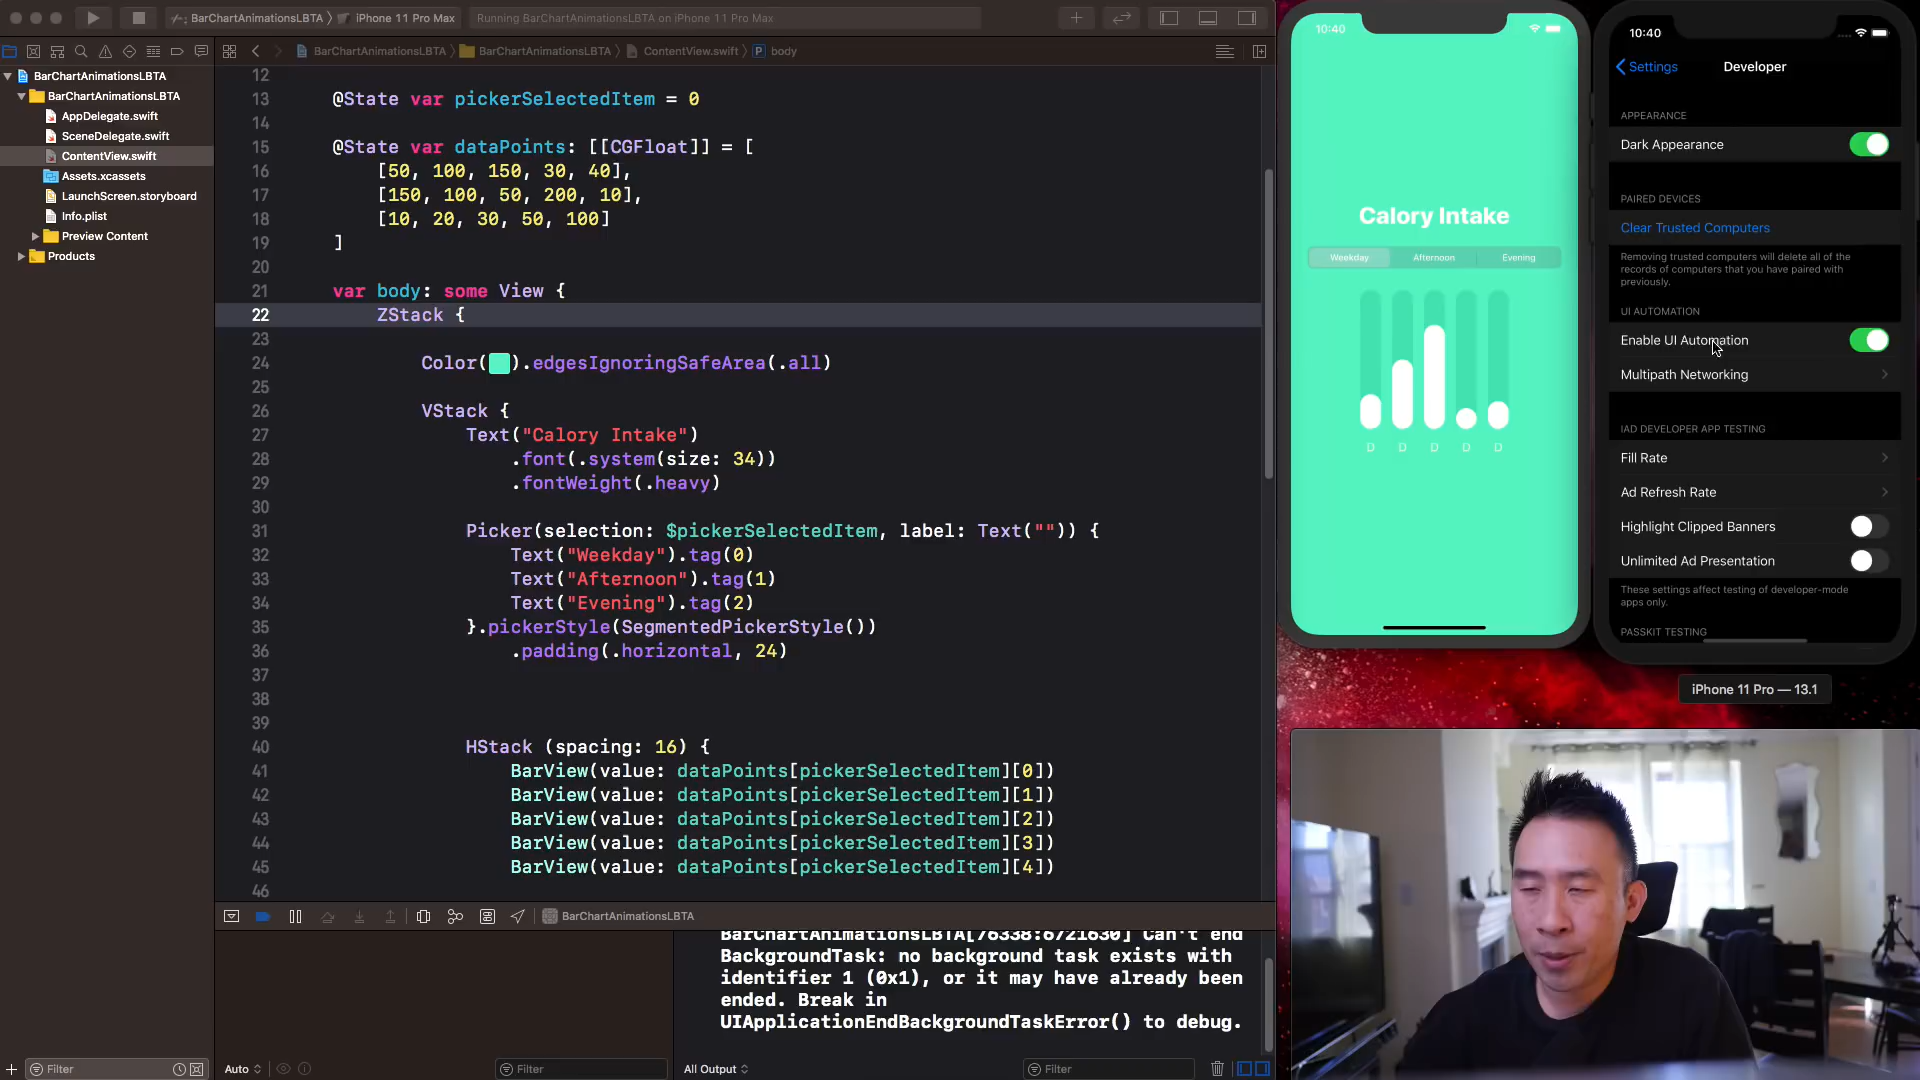 BarChartAnimationsLBTA
iPhone 11 Pro Max
Running BarChartAnimationsLBTA on iPhone 11 Pro Max
BarChartAnimationsLBTA
BarChartAnimationsLBTA
ContentView.swift
P body
BarChartAnimationsLBTA
BarChartAnimationsLBTA
AppDelegate.swift
SceneDelegate.swift
ContentView.swift
Assets.xcassets
LaunchScreen.storyboard
Info.plist
Preview Content
Products
12
13 @State var pickerSelectedItem = 0
14
15 @State var dataPoints: [[CGFloat]] = [
16 [50, 100, 150, 30, 40],
17 [150, 100, 50, 200, 10],
18 [10, 20, 30, 50, 100]
19 ]
20
21 var body: some View {
22 ZStack {
23
24 Color( ).edgesIgnoringSafeArea(.all)
25
26 VStack {
27 Text("Calory Intake")
28 .font(.system(size: 34))
29 .fontWeight(.heavy)
30
31 Picker(selection: $pickerSelectedItem, label: Text("")) {
32 Text("Weekday").tag(0)
33 Text("Afternoon").tag(1)
34 Text("Evening").tag(2)
35 }.pickerStyle(SegmentedPickerStyle())
36 .padding(.horizontal, 24)
37
38
39
40 HStack (spacing: 16) {
41 BarView(value: dataPoints[pickerSelectedItem][0])
42 BarView(value: dataPoints[pickerSelectedItem][1])
43 BarView(value: dataPoints[pickerSelectedItem][2])
44 BarView(value: dataPoints[pickerSelectedItem][3])
45 BarView(value: dataPoints[pickerSelectedItem][4])
46
BarChartAnimationsLBTA
BarChartAnimationsLBTA[76338:6721630] Can't end
BackgroundTask: no background task exists with
identifier 1 (0x1), or it may have already been
ended. Break in
UIApplicationEndBackgroundTaskError() to debug.
Filter
Auto
Filter
All Output
Filter
10:40
Calory Intake
Weekday Afternoon Evening
D D D D D
10:40
Settings
Developer
APPEARANCE
Dark Appearance
PAIRED DEVICES
Clear Trusted Computers
Removing trusted computers will delete all of the
records of computers that you have paired with
previously.
UI AUTOMATION
Enable UI Automation
Multipath Networking
IAD DEVELOPER APP TESTING
Fill Rate
Ad Refresh Rate
Highlight Clipped Banners
Unlimited Ad Presentation
These settings affect testing of developer-mode
apps only.
PASSKIT TESTING
iPhone 11 Pro — 13.1